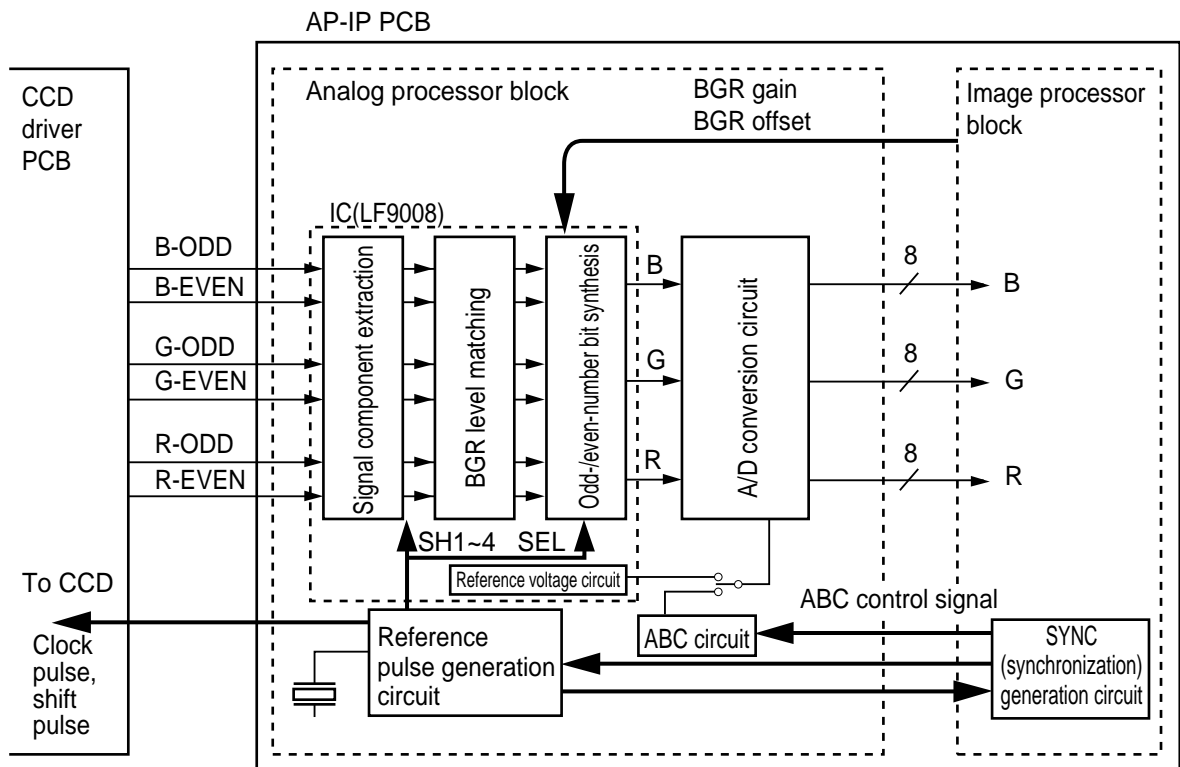 AP-IP PCB
CCD
driver
PCB
Analog processor block
BGR gain
BGR offset
Image processor
block
IC(LF9008)
B-ODD
B-EVEN
G-ODD
G-EVEN
R-ODD
R-EVEN
Signal component extraction
BGR level matching
Odd-/even-number bit synthesis
B
G
R
A/D conversion circuit
8
B
8
G
8
R
SH1~4
SEL
Reference voltage circuit
To CCD
Clock
pulse,
shift
pulse
Reference
pulse generation
circuit
ABC circuit
ABC control signal
SYNC
(synchronization)
generation circuit